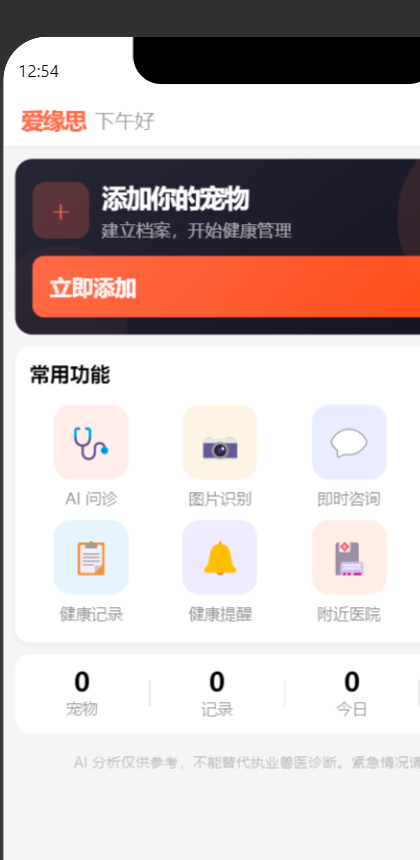 12:54
爱缘思 下午好
添加你的宠物
建立档案，开始健康管理
立即添加
常用功能
AI 问诊 图片识别 即时咨询
健康记录 健康提醒 附近医院
0 0 0
宠物 记录 今日
AI 分析仅供参考，不能替代执业兽医诊断。紧急情况请